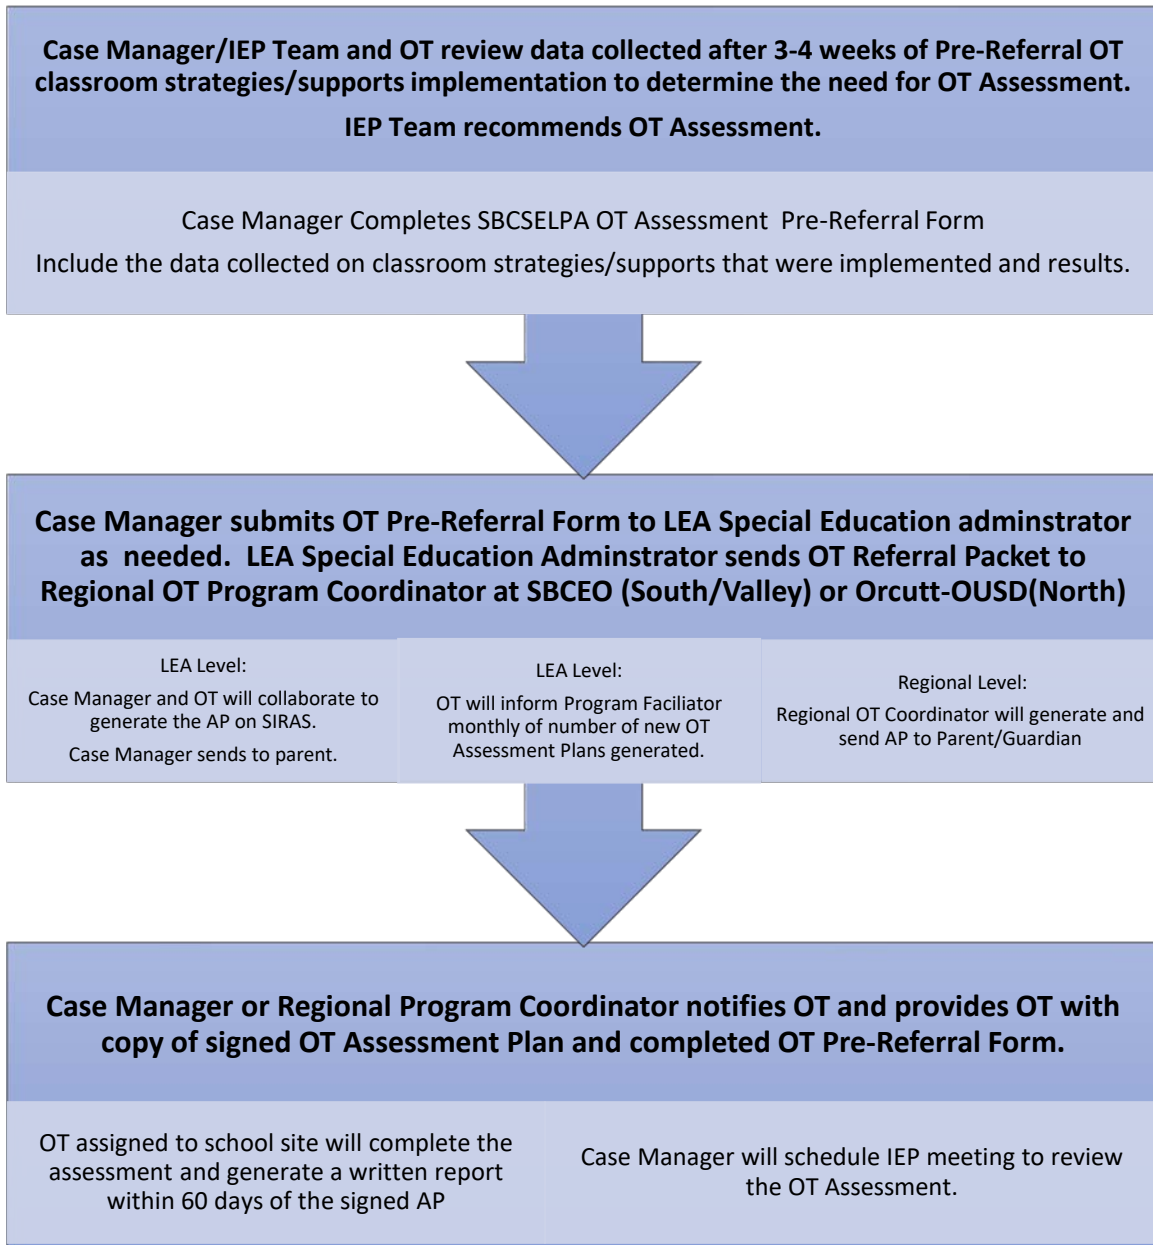 Case Manager/IEP Team and OT review data collected after 3-4 weeks of Pre-Referral OT
classroom strategies/supports implementation to determine the need for OT Assessment.
IEP Team recommends OT Assessment.
Case Manager Completes SBCSELPA OT Assessment  Pre-Referral Form
Include the data collected on classroom strategies/supports that were implemented and results.
Case Manager submits OT Pre-Referral Form to LEA Special Education adminstrator
as  needed.  LEA Special Education Adminstrator sends OT Referral Packet to
Regional OT Program Coordinator at SBCEO (South/Valley) or Orcutt-OUSD(North)
LEA Level:
Case Manager and OT will collaborate to
generate the AP on SIRAS.
Case Manager sends to parent.
LEA Level:
OT will inform Program Faciliator
monthly of number of new OT
Assessment Plans generated.
Regional Level:
Regional OT Coordinator will generate and
send AP to Parent/Guardian
Case Manager or Regional Program Coordinator notifies OT and provides OT with
copy of signed OT Assessment Plan and completed OT Pre-Referral Form.
OT assigned to school site will complete the
assessment and generate a written report
within 60 days of the signed AP
Case Manager will schedule IEP meeting to review
the OT Assessment.